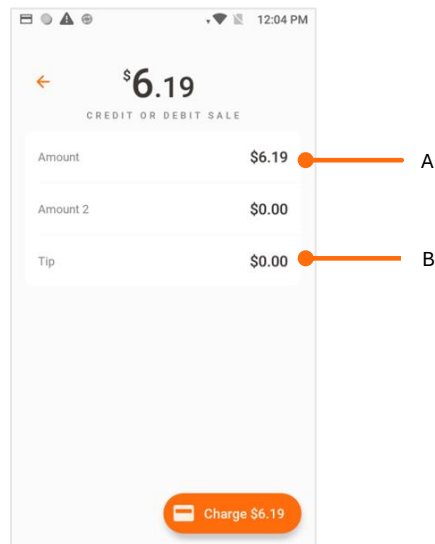 12:04 PM
$6.19
CREDIT OR DEBIT SALE
Amount $6.19 A
Amount 2 $0.00
Tip $0.00 B
Charge $6.19